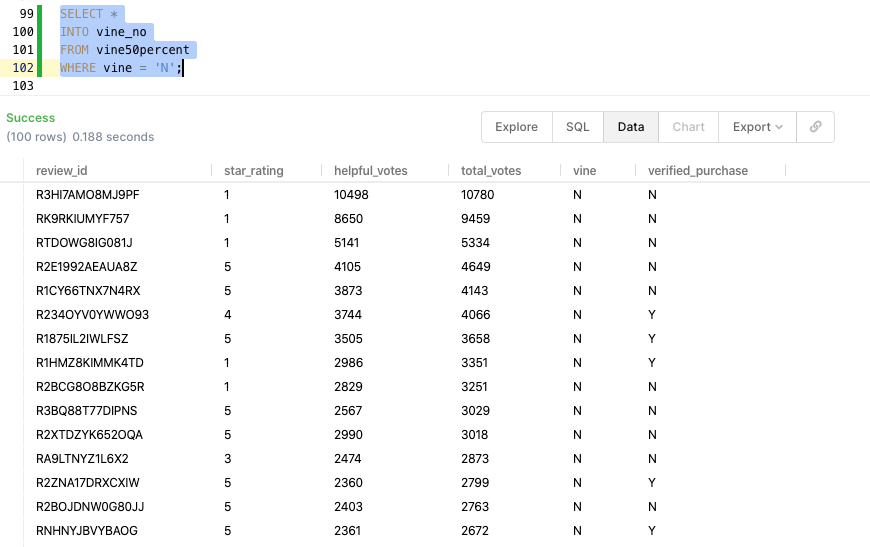 99 SELECT *
100 INTO vine_no
101 FROM vine50percent
102 WHERE vine = 'N';
103
Success
(100 rows) 0.188 seconds
Explore SQL Data Chart Export
review_id star_rating helpful_votes total_votes vine verified_purchase
R3HI7AMO8MJ9PF 1 10498 10780 N N
RK9RKIUMYF757 1 8650 9459 N N
RTDOWG8IG081J 1 5141 5334 N N
R2E1992AEAUA8Z 5 4105 4649 N N
R1CY66TNX7N4RX 5 3873 4143 N N
R234OYV0YWWO93 4 3744 4066 N Y
R1875IL2IWLFSZ 5 3505 3658 N Y
R1HMZ8KIMMK4TD 1 2986 3351 N Y
R2BCG8O8BZKG5R 1 2829 3251 N N
R3BQ88T77DIPNS 5 2567 3029 N N
R2XTDZYK652OQA 5 2990 3018 N N
RA9LTNYZ1L6X2 3 2474 2873 N N
R2ZNA17DRXCXIW 5 2360 2799 N Y
R2BOJDNW0G80JJ 5 2403 2763 N N
RNHNYJBVYBAOG 5 2361 2672 N Y